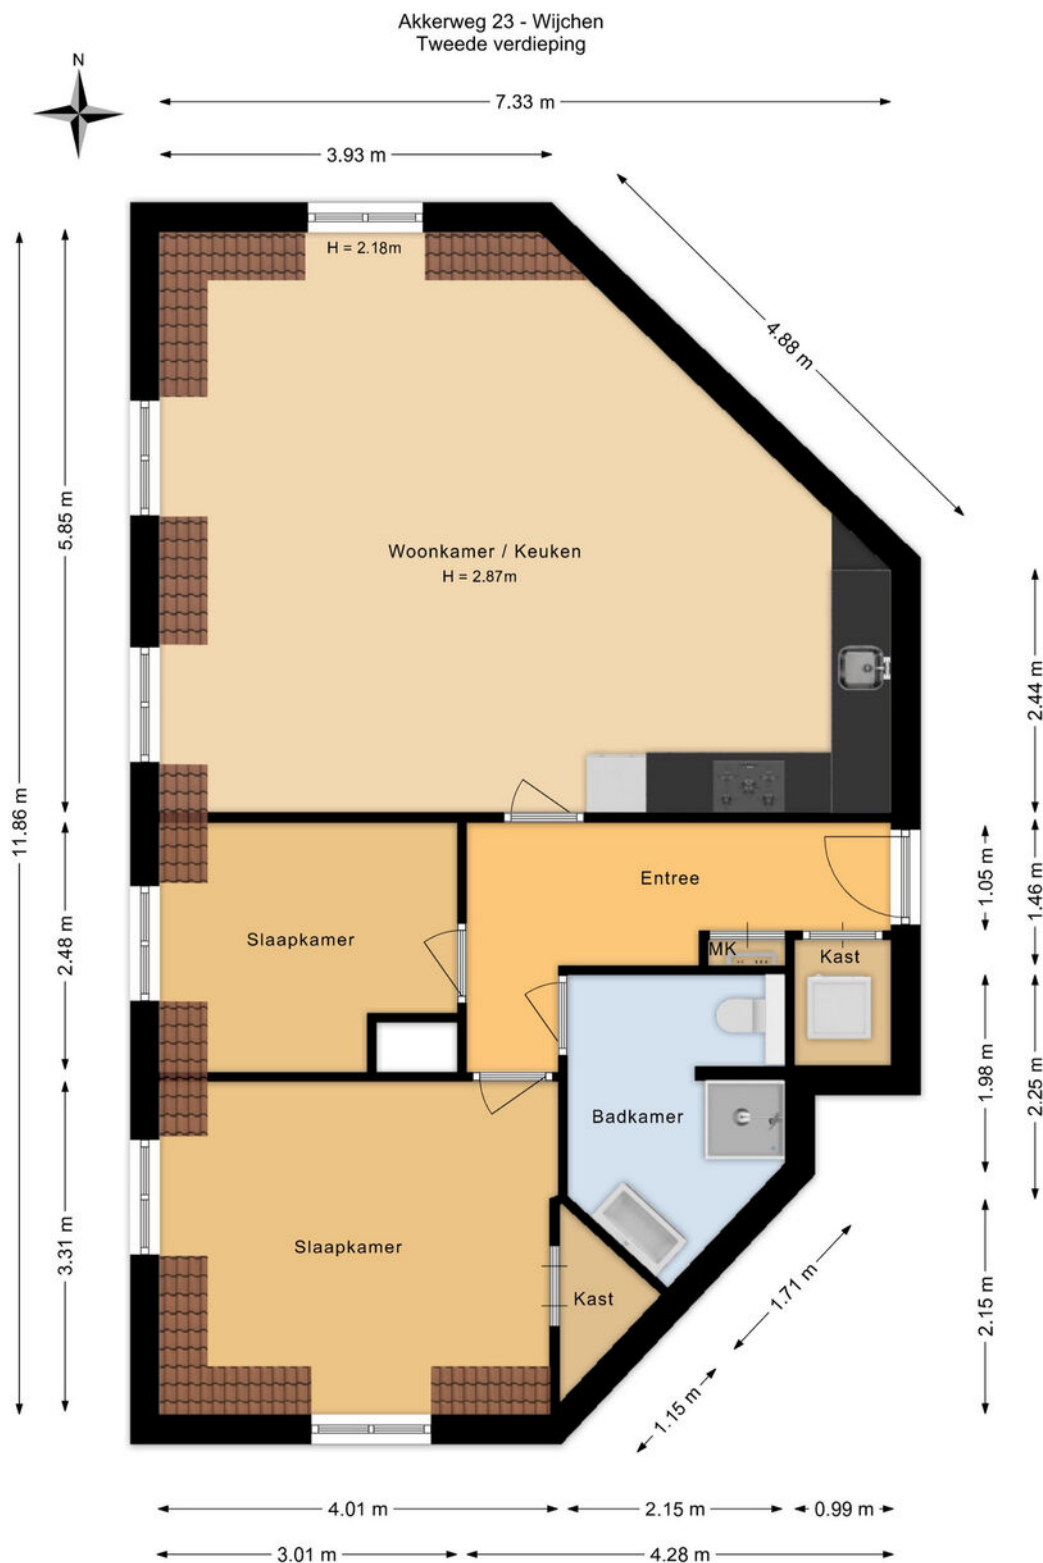 Akkerweg 23 - Wijchen
Tweede verdieping
N
7.33 m
3.93 m
H = 2.18m
4.88 m
5.85 m
11.86 m
Woonkamer / Keuken
H = 2.87m
2.44 m
Entree
1.05 m
1.46 m
Slaapkamer
2.48 m
MK
Kast
1.98 m
2.25 m
Badkamer
Slaapkamer
3.31 m
Kast
1.71 m
2.15 m
1.15 m
4.01 m
2.15 m
0.99 m
3.01 m
4.28 m